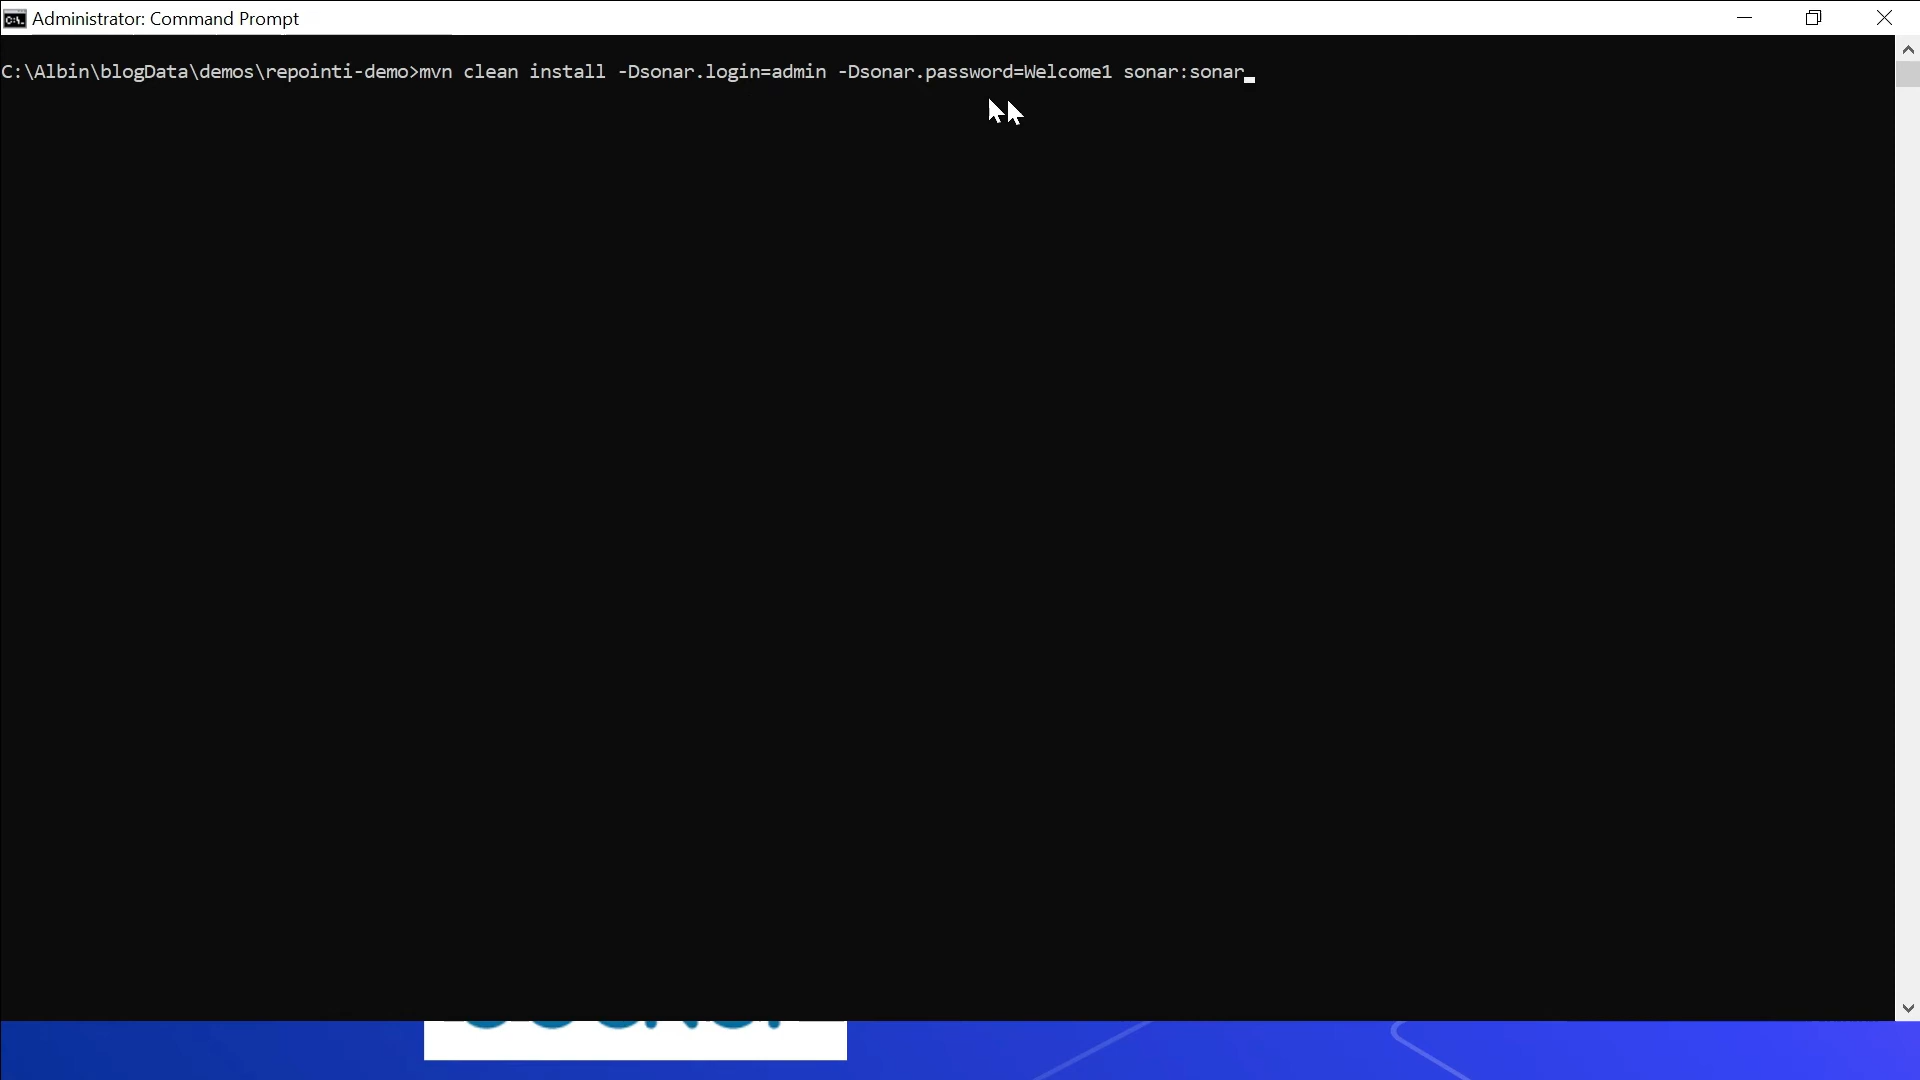 Administrator: Command Prompt
C:\Albin\blogData\demos\repointi-demo>mvn clean install -Dsonar.login=admin -Dsonar.password=Welcome1 sonar:sonar